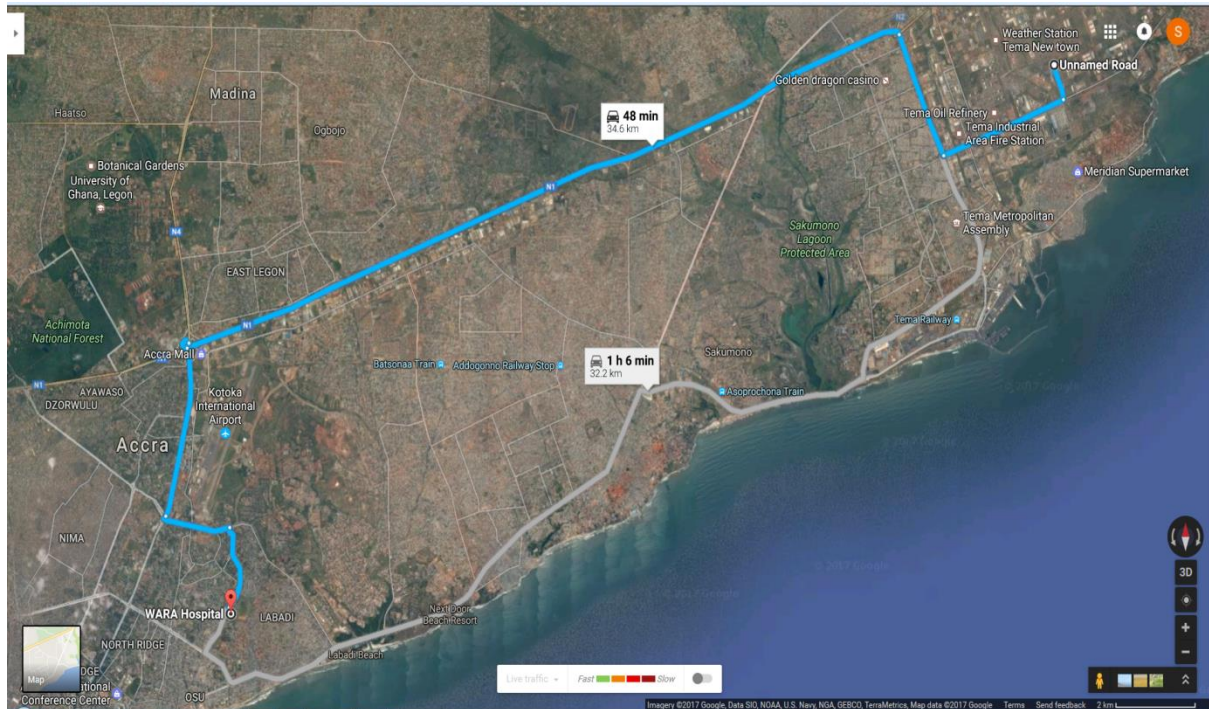 Weather Station
Tema New town
S
N2
Unnamed Road
Golden dragon casino
Madina
Haatso
Ogbojo
48 min
34.6 km
Tema Oil Refinery
Tema Industrial
Area Fire Station
Botanical Gardens
University of
Ghana, Legon.
Meridian Supermarket
N1
N4
Tema Metropolitan
Assembly
Sakumono
Lagoon
Protected Area
EAST LEGON
N1
Achimota
National Forest
Tema Railway
Accra Mall
1 h 6 min
32.2 km
Sakumono
Batsonaa Train
Addogonno Railway Stop
N1
AYAWASO
DZORWULU
Kotoka
International
Airport
Asoprochona Train
Accra
NIMA
3D
WARA Hospital
LABADI
Next Door
Beach Resort
NORTH RIDGE
Labadi Beach
Map
DGE
National
Conference Center
OSU
Live traffic
Fast
Slow
Imagery ©2017 Google, Data SIO, NOAA, U.S. Navy, NGA, GEBCO, TerraMetrics, Map data ©2017 Google Terms Send feedback 2 km